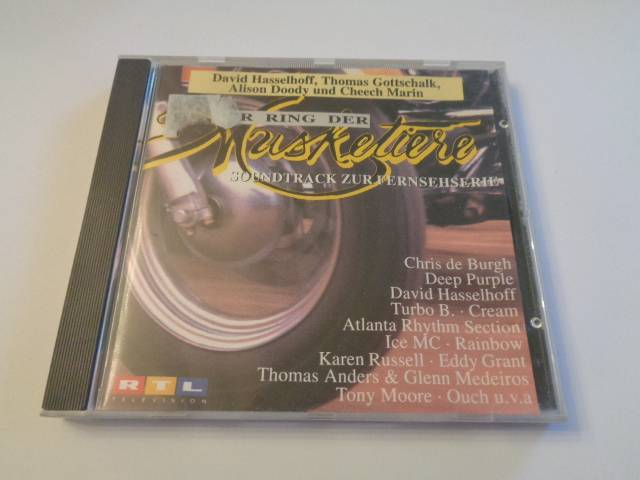 David Hasselhoff, Thomas Gottschalk,
Alison Doody und Cheech Marin
R RING DER
Musketiere
SOUNDTRACK ZUR FERNSEHSERIE
Chris de Burgh
Deep Purple
David Hasselhoff
Turbo B. · Cream
Atlanta Rhythm Section
Ice MC · Rainbow
Karen Russell · Eddy Grant
Thomas Anders & Glenn Medeiros
Tony Moore · Ouch u.v.a
RTL
TELEVISION